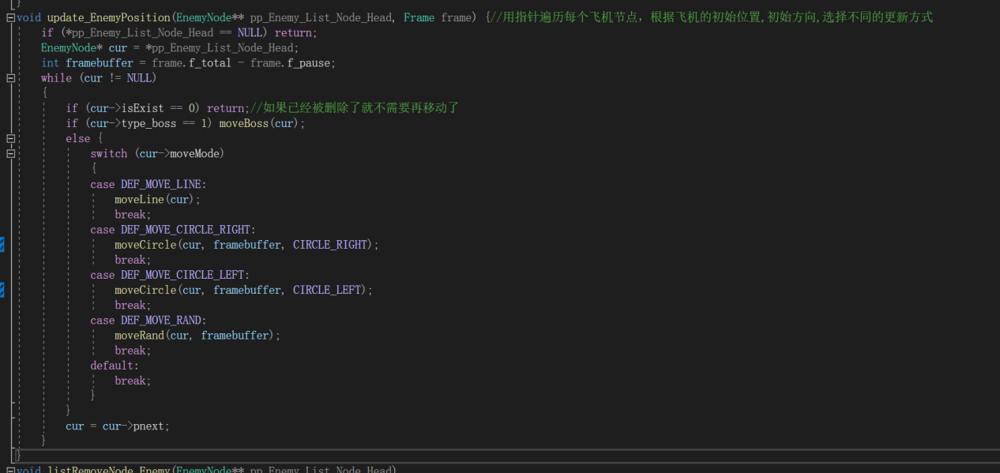 }
void update_EnemyPosition(EnemyNode** pp_Enemy_List_Node_Head, Frame frame) {//用指针遍历每个飞机节点，根据飞机的初始位置,初始方向,选择不同的更新方式
if (*pp_Enemy_List_Node_Head == NULL) return;
EnemyNode* cur = *pp_Enemy_List_Node_Head;
int framebuffer = frame.f_total - frame.f_pause;
while (cur != NULL)
{
if (cur->isExist == 0) return;//如果已经被删除了就不需要再移动了
if (cur->type_boss == 1) moveBoss(cur);
else {
switch (cur->moveMode)
{
case DEF_MOVE_LINE:
moveLine(cur);
break;
case DEF_MOVE_CIRCLE_RIGHT:
moveCircle(cur, framebuffer, CIRCLE_RIGHT);
break;
case DEF_MOVE_CIRCLE_LEFT:
moveCircle(cur, framebuffer, CIRCLE_LEFT);
break;
case DEF_MOVE_RAND:
moveRand(cur, framebuffer);
break;
default:
break;
}
}
cur = cur->pnext;
}
}
void listRemoveNode_Enemy(EnemyNode** pp_Enemy_List_Node_Head)